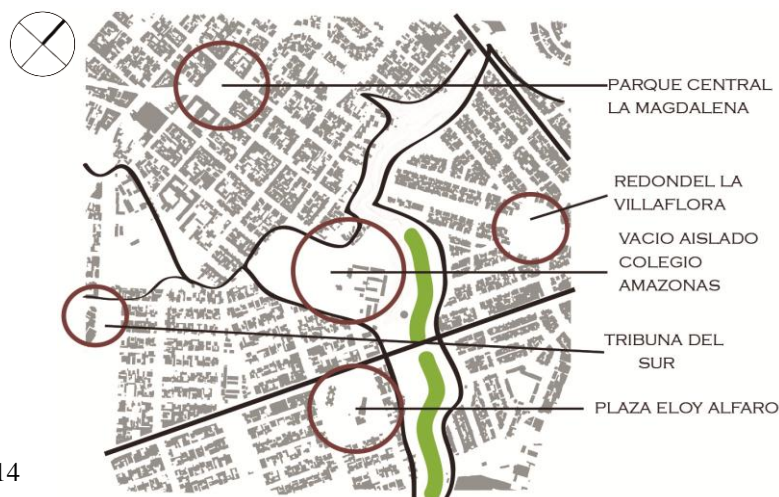 PARQUE CENTRAL
LA MAGDALENA
REDONDEL LA
VILLAFLORA
VACIO AISLADO
COLEGIO
AMAZONAS
TRIBUNA DEL
SUR
PLAZA ELOY ALFARO
14